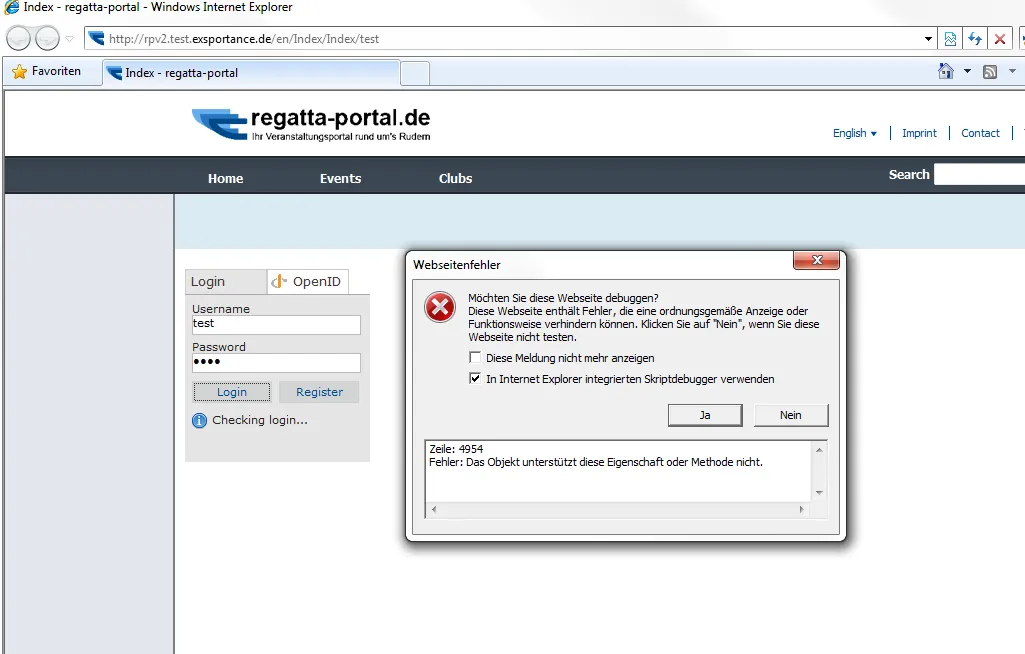 Index - regatta-portal - Windows Internet Explorer
http://rpv2.test.exsportance.de/en/Index/Index/test
Favoriten
Index - regatta-portal
regatta-portal.de
Ihr Veranstaltungsportal rund um's Rudern
English
Imprint
Contact
Home
Events
Clubs
Search
Login
OpenID
Username
test
Password
Login
Register
Checking login...
Webseitenfehler
Möchten Sie diese Webseite debuggen?
Diese Webseite enthält Fehler, die eine ordnungsgemäße Anzeige oder
Funktionsweise verhindern können. Klicken Sie auf "Nein", wenn Sie diese
Webseite nicht testen.
Diese Meldung nicht mehr anzeigen
In Internet Explorer integrierten Skriptdebugger verwenden
Ja
Nein
Zeile: 4954
Fehler: Das Objekt unterstützt diese Eigenschaft oder Methode nicht.